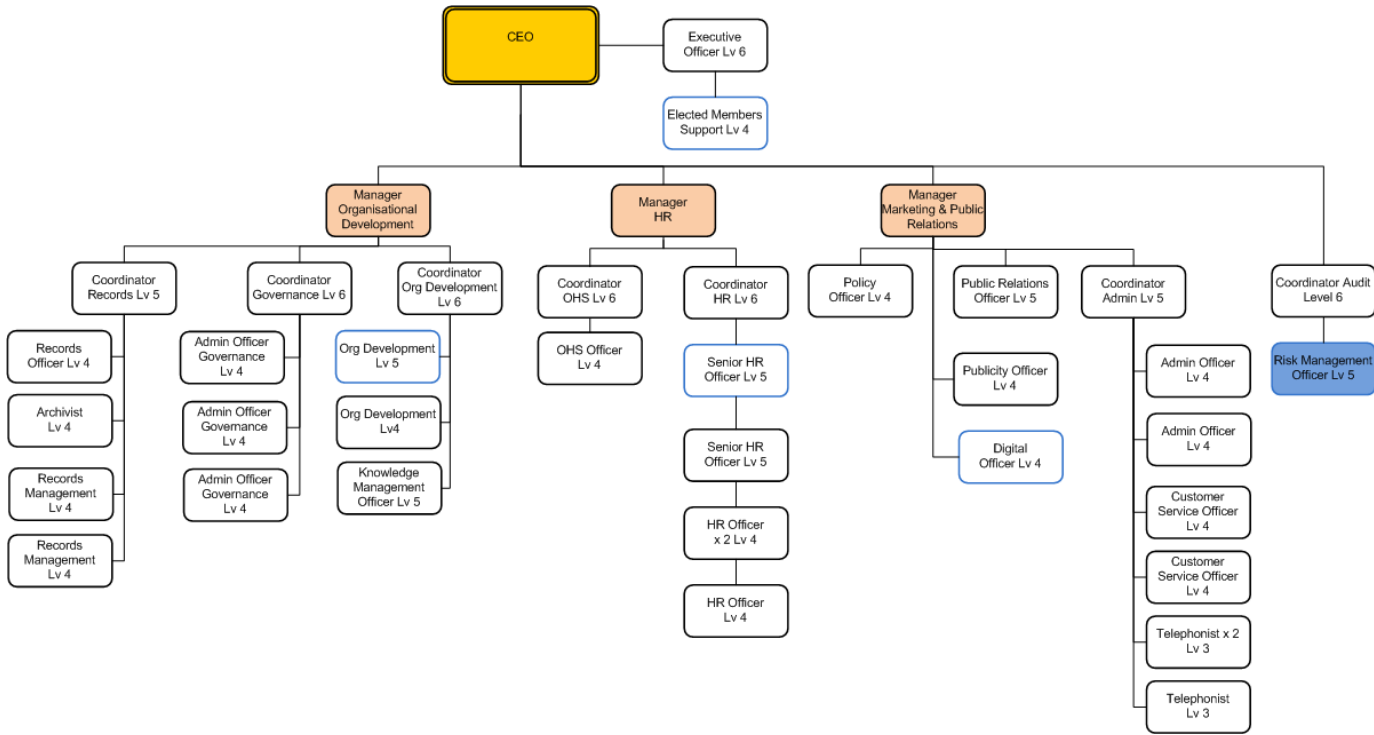 CEO
Executive
Officer Lv 6
Elected Members
Support Lv 4
Manager
Organisational
Development
Manager
HR
Manager
Marketing & Public
Relations
Coordinator
Records Lv 5
Coordinator
Governance Lv 6
Coordinator
Org Development
Lv 6
Coordinator
OHS Lv 6
Coordinator
HR Lv 6
Policy
Officer Lv 4
Public Relations
Officer Lv 5
Coordinator
Admin Lv 5
Coordinator Audit
Level 6
Records
Officer Lv 4
Archivist
Lv 4
Records
Management
Lv 4
Records
Management
Lv 4
Admin Officer
Governance
Lv 4
Admin Officer
Governance
Lv 4
Admin Officer
Governance
Lv 4
Org Development
Lv 5
Org Development
Lv4
Knowledge
Management
Officer Lv 5
OHS Officer
Lv 4
Senior HR
Officer Lv 5
Senior HR
Officer Lv 5
HR Officer
x 2 Lv 4
HR Officer
Lv 4
Publicity Officer
Lv 4
Digital
Officer Lv 4
Admin Officer
Lv 4
Admin Officer
Lv 4
Customer
Service Officer
Lv 4
Customer
Service Officer
Lv 4
Telephonist x 2
Lv 3
Telephonist
Lv 3
Risk Management
Officer Lv 5